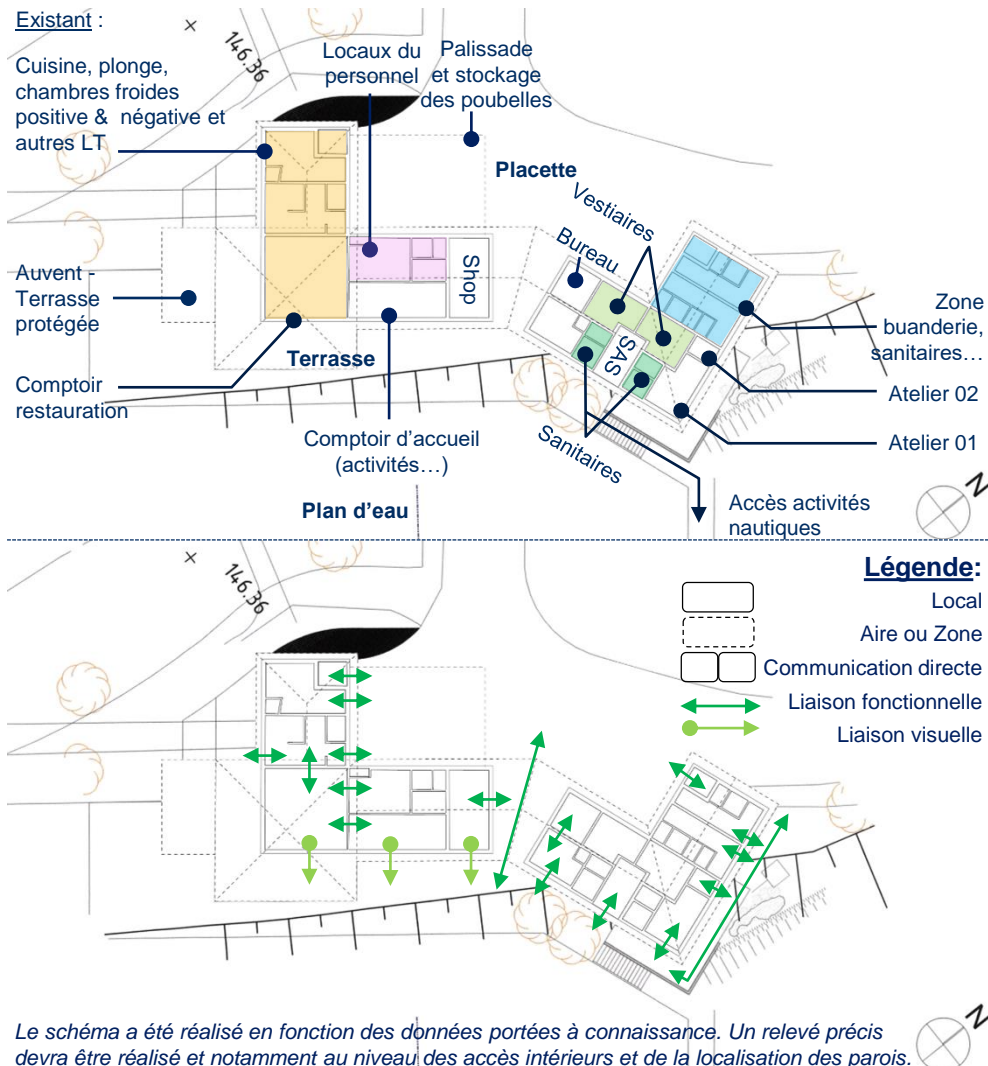 Existant :
Cuisine, plonge,
chambres froides
positive & négative et
autres LT
146.36
Locaux du
personnel
Palissade
et stockage
des poubelles
Placette
Vestiaires
Bureau
Shop
SAS
Auvent -
Terrasse
protégée
Terrasse
Comptoir
restauration
Zone
buanderie,
sanitaires…
Atelier 02
Atelier 01
Comptoir d'accueil
(activités…)
Sanitaires
Plan d'eau
Accès activités
nautiques
N
146.36
Légende:
Local
Aire ou Zone
Communication directe
Liaison fonctionnelle
Liaison visuelle
Le schéma a été réalisé en fonction des données portées à connaissance. Un relevé précis
devra être réalisé et notamment au niveau des accès intérieurs et de la localisation des parois.
N